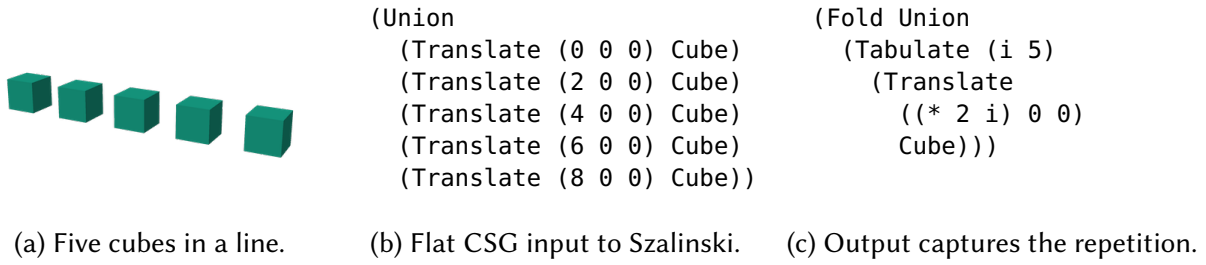 (Union
  (Translate (0 0 0) Cube)
  (Translate (2 0 0) Cube)
  (Translate (4 0 0) Cube)
  (Translate (6 0 0) Cube)
  (Translate (8 0 0) Cube))
(Fold Union
  (Tabulate (i 5)
    (Translate
      ((* 2 i) 0 0)
      Cube)))
(a) Five cubes in a line.
(b) Flat CSG input to Szalinski.
(c) Output captures the repetition.